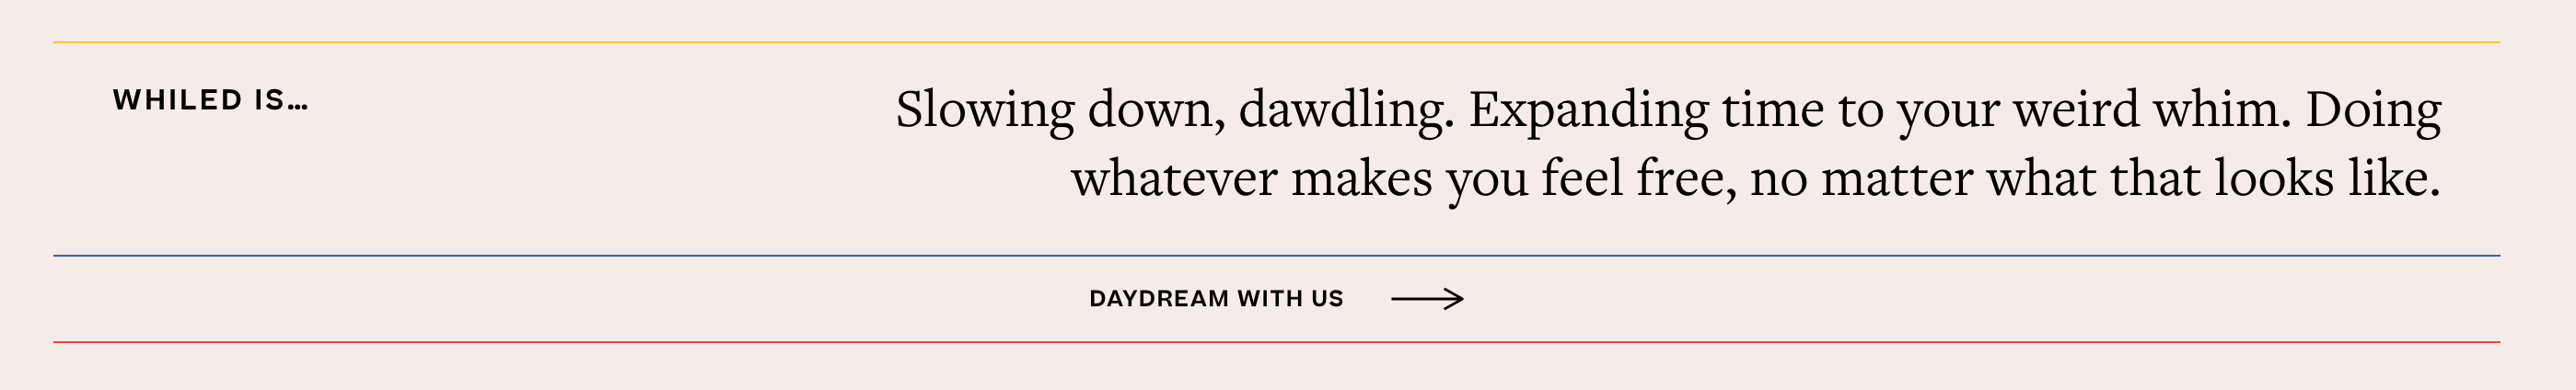 WHILED IS…
Slowing down, dawdling. Expanding time to your weird whim. Doing
whatever makes you feel free, no matter what that looks like.
DAYDREAM WITH US